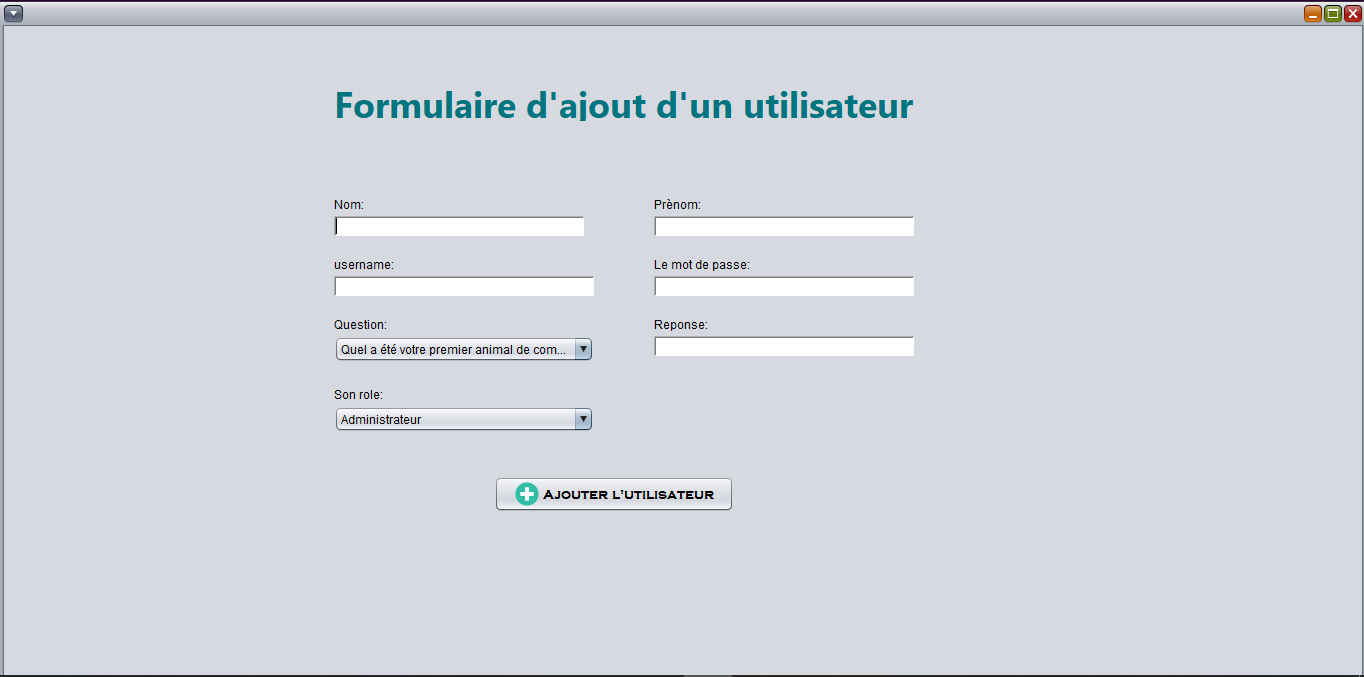 Formulaire d'ajout d'un utilisateur
Nom:
Prènom:
username:
Le mot de passe:
Question:
Reponse:
Quel a été votre premier animal de com...
Son role:
Administrateur
AJOUTER L'UTILISATEUR